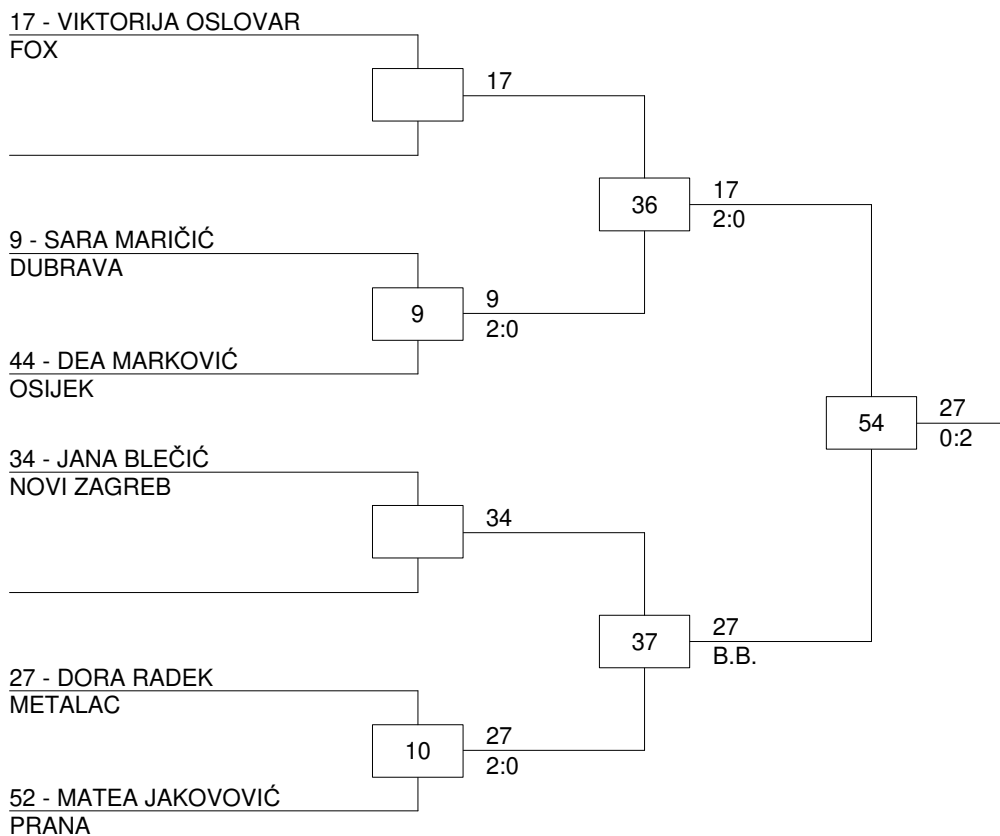 17 - VIKTORIJA OSLOVAR
FOX
17
36
17
2:0
9 - SARA MARIČIĆ
DUBRAVA
9
9
2:0
44 - DEA MARKOVIĆ
OSIJEK
54
27
0:2
34 - JANA BLEČIĆ
NOVI ZAGREB
34
37
27
B.B.
27 - DORA RADEK
METALAC
10
27
2:0
52 - MATEA JAKOVOVIĆ
PRANA